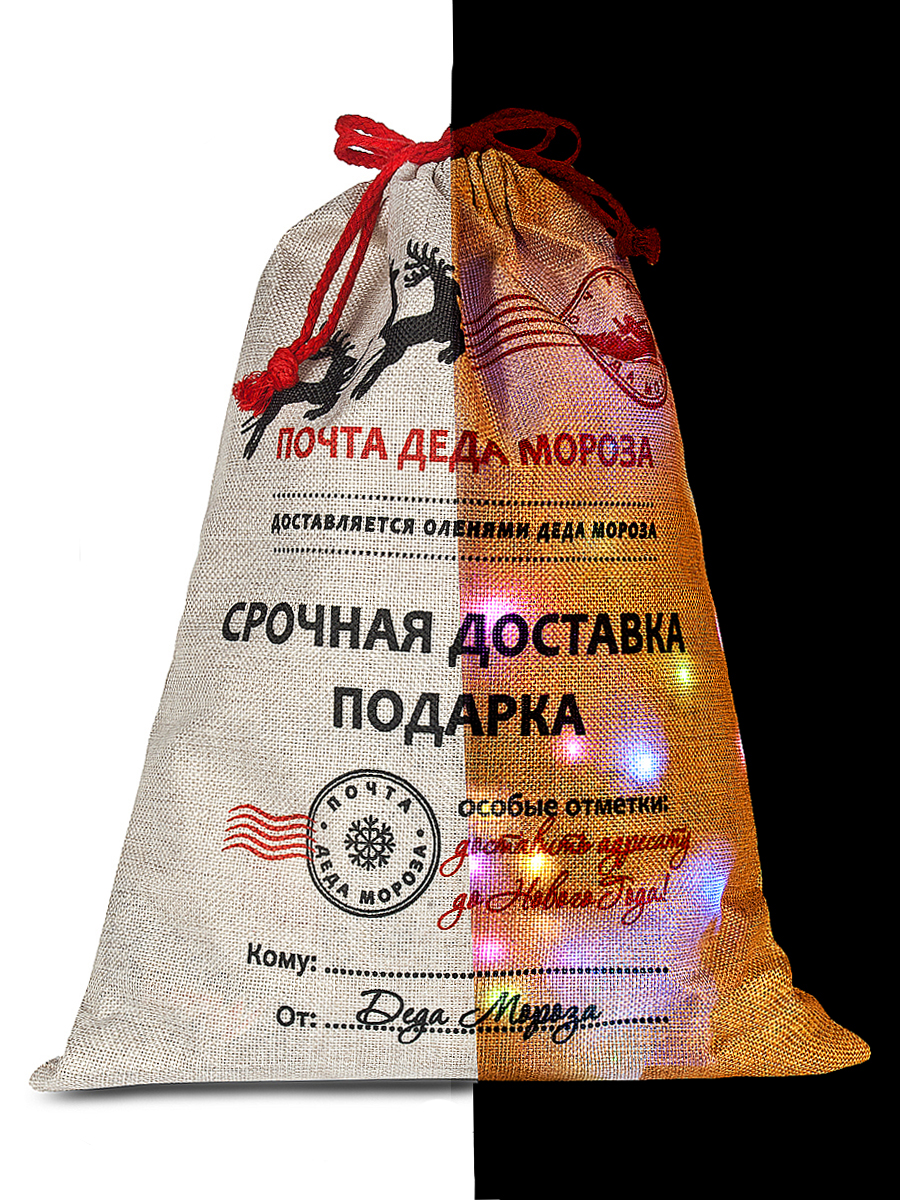 ПОЧТА ДЕДА МОРОЗА
ДОСТАВЛЯЕТСЯ ОЛЕНЯМИ ДЕДА МОРОЗА
СРОЧНАЯ ДОСТАВКА
ПОДАРКА
ПОЧТА
ДЕДА МОРОЗА
особые отметки:
доставить адресату
до Нового Года!
Кому:
От: Деда Мороза